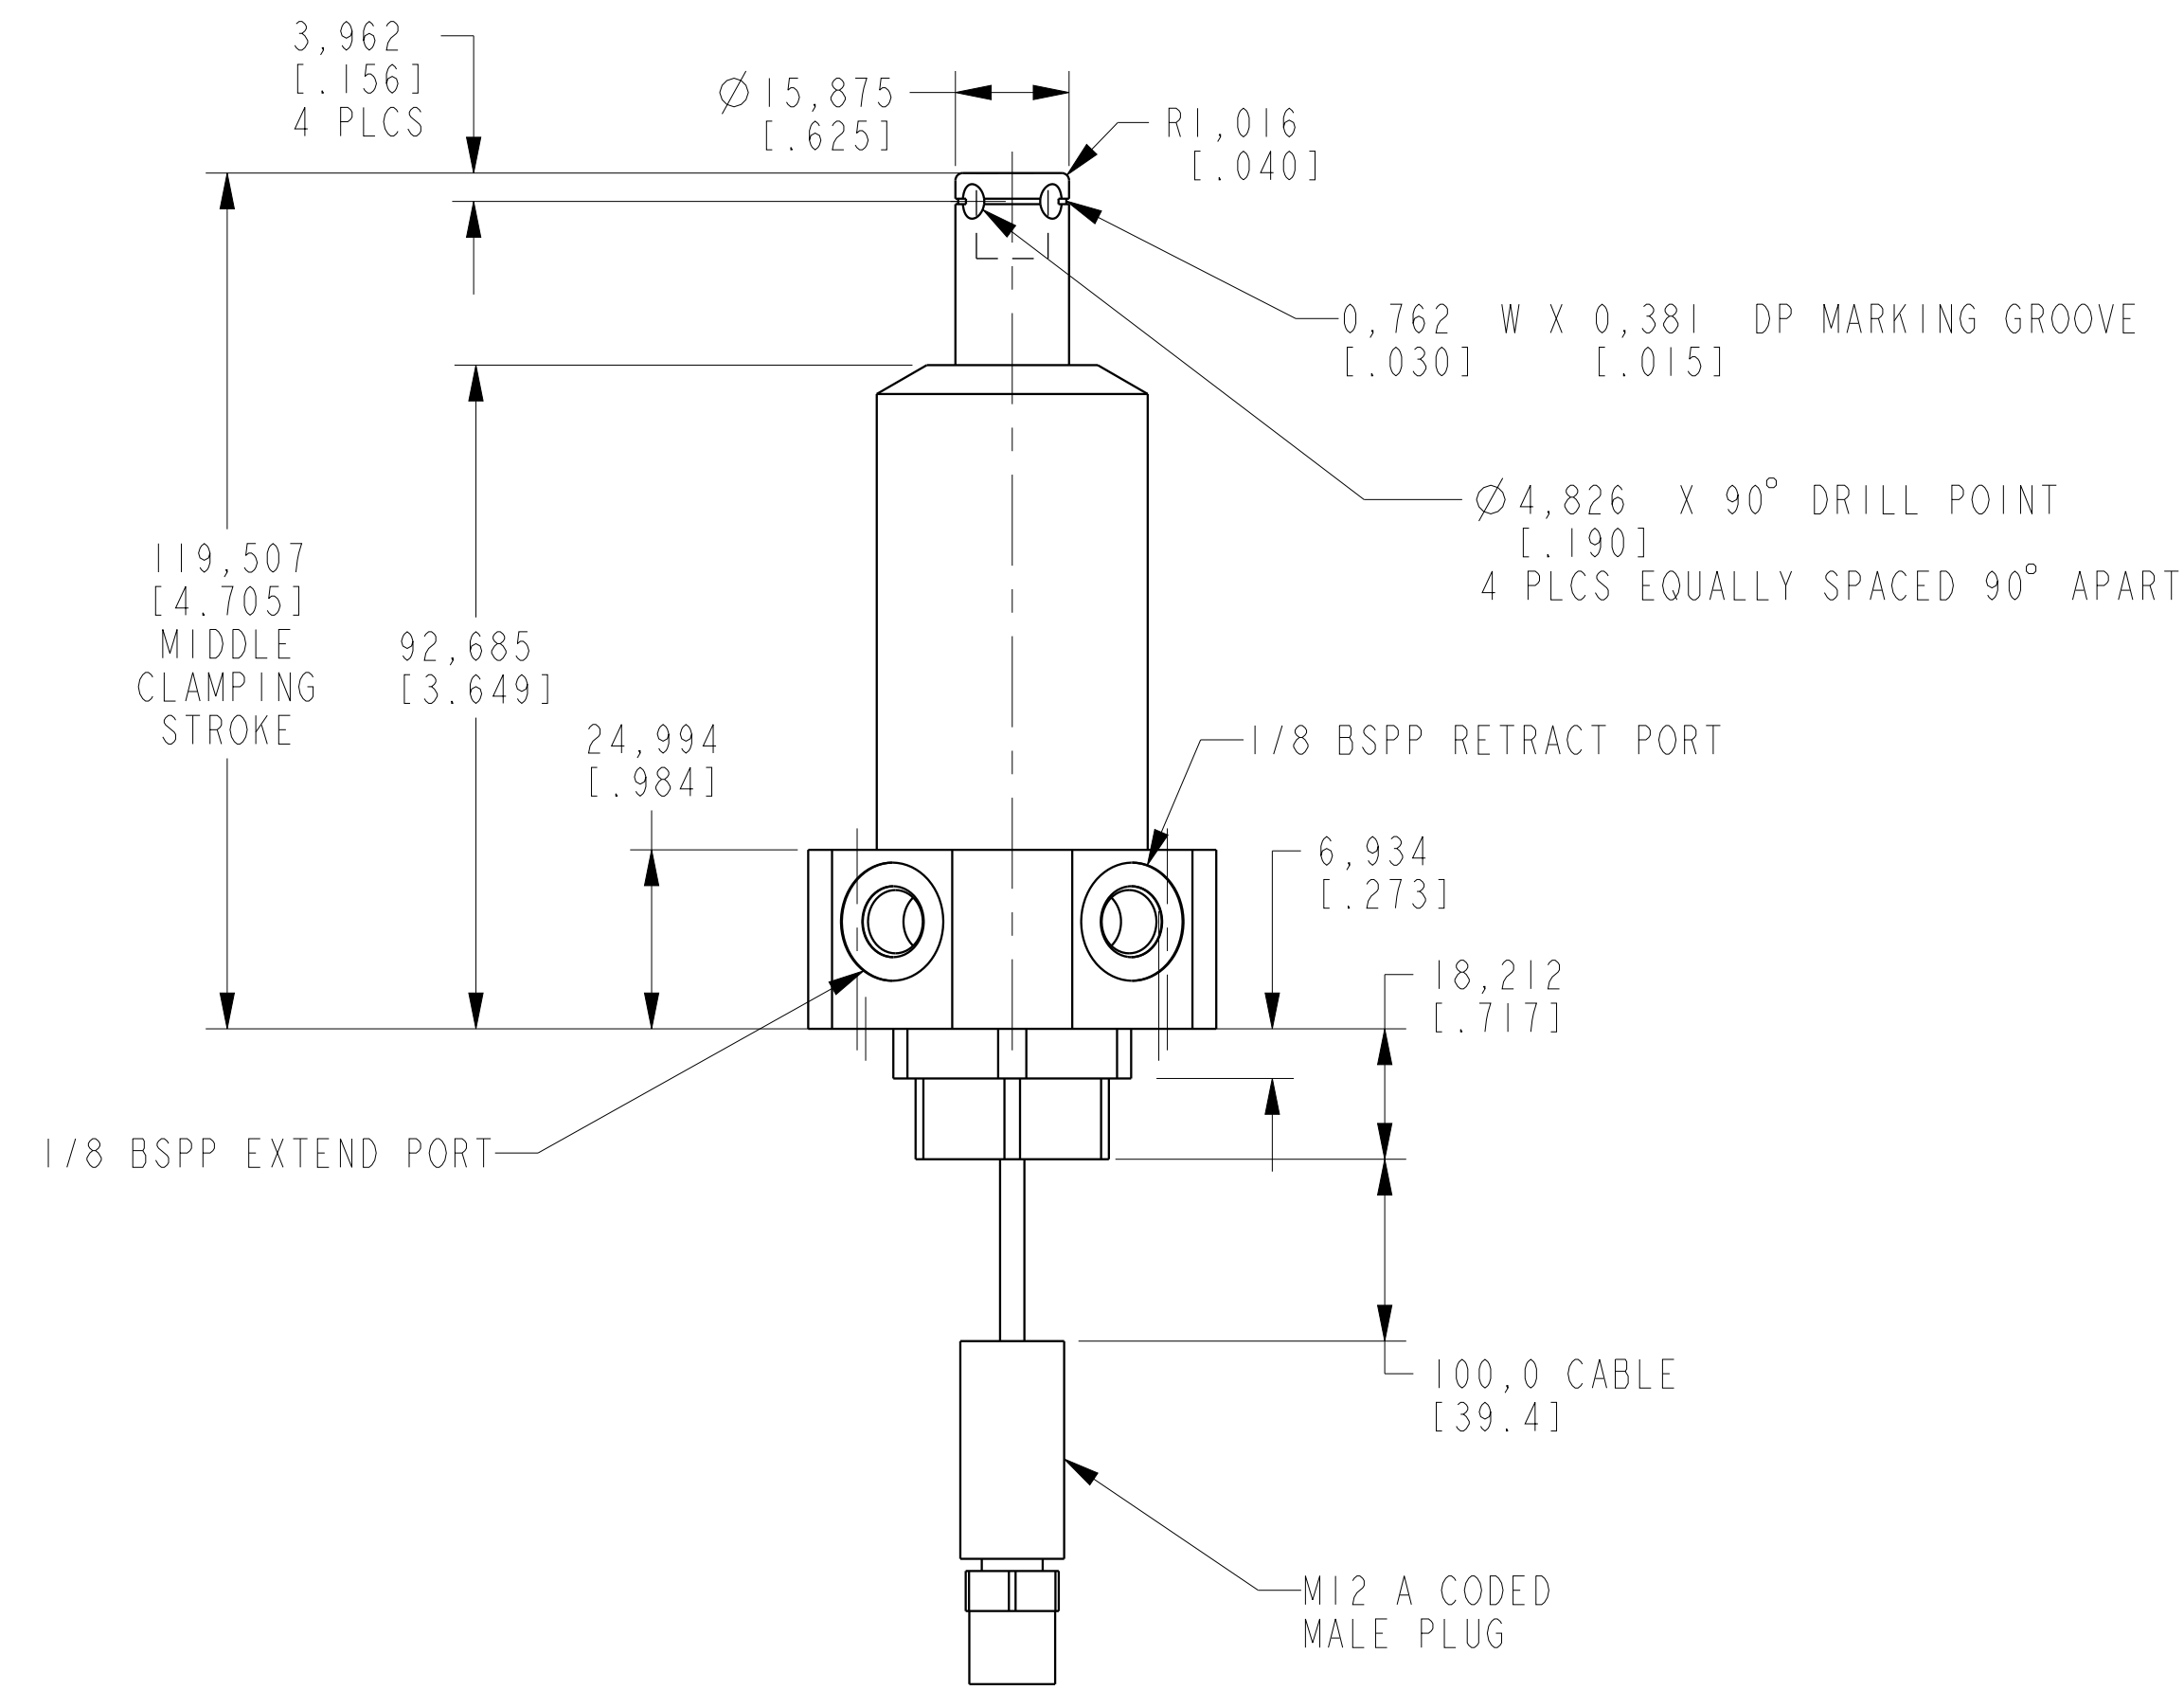 3,962
[.156]
4 PLCS
Ø15,875
[.625]
R1,016
[.040]
0,762 W X 0,381 DP MARKING GROOVE
[.030] [.015]
Ø4,826 X 90° DRILL POINT
[.190]
4 PLCS EQUALLY SPACED 90° APART
119,507
[4.705]
MIDDLE
CLAMPING
STROKE
92,685
[3.649]
24,994
[.984]
1/8 BSPP RETRACT PORT
6,934
[.273]
18,212
[.717]
1/8 BSPP EXTEND PORT
100,0 CABLE
[39.4]
M12 A CODED
MALE PLUG